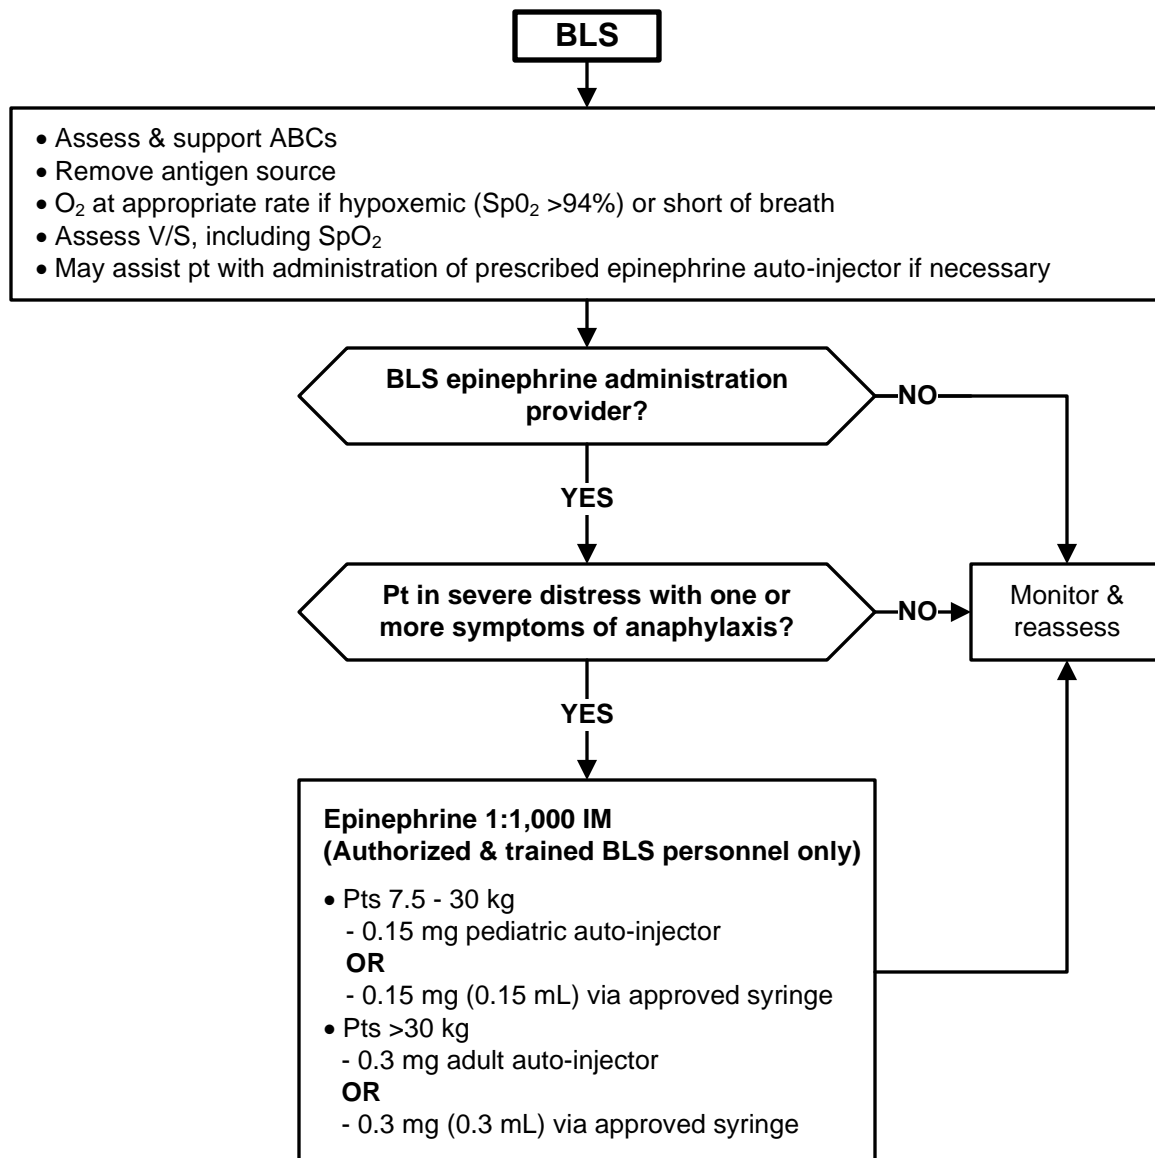 BLS
• Assess & support ABCs
• Remove antigen source
• O₂ at appropriate rate if hypoxemic (Sp0₂ >94%) or short of breath
• Assess V/S, including SpO₂
• May assist pt with administration of prescribed epinephrine auto-injector if necessary
BLS epinephrine administration
provider?
NO
YES
Pt in severe distress with one or
more symptoms of anaphylaxis?
NO
Monitor &
reassess
YES
Epinephrine 1:1,000 IM
(Authorized & trained BLS personnel only)
• Pts 7.5 - 30 kg
- 0.15 mg pediatric auto-injector
OR
- 0.15 mg (0.15 mL) via approved syringe
• Pts >30 kg
- 0.3 mg adult auto-injector
OR
- 0.3 mg (0.3 mL) via approved syringe